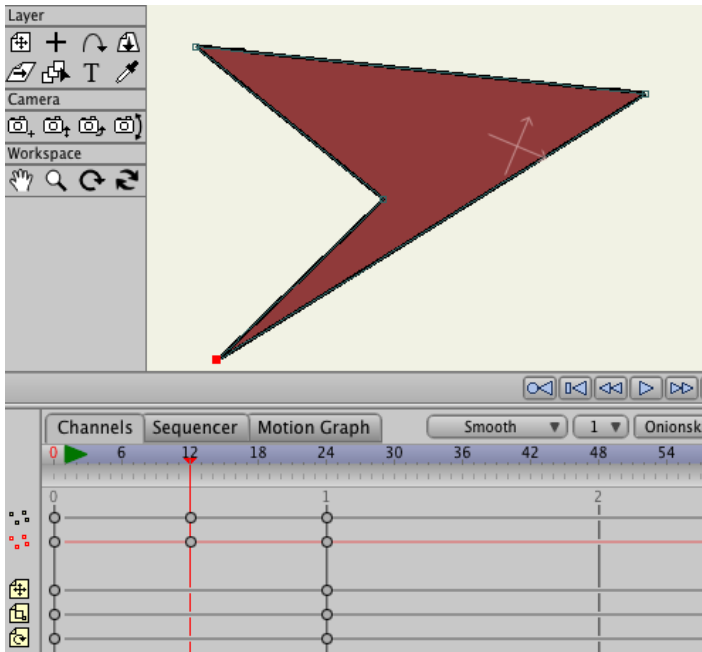 Layer
T
Camera
Workspace
Channels Sequencer Motion Graph Smooth 1 Onionsk
0 6 12 18 24 30 36 42 48 54
0 1 2